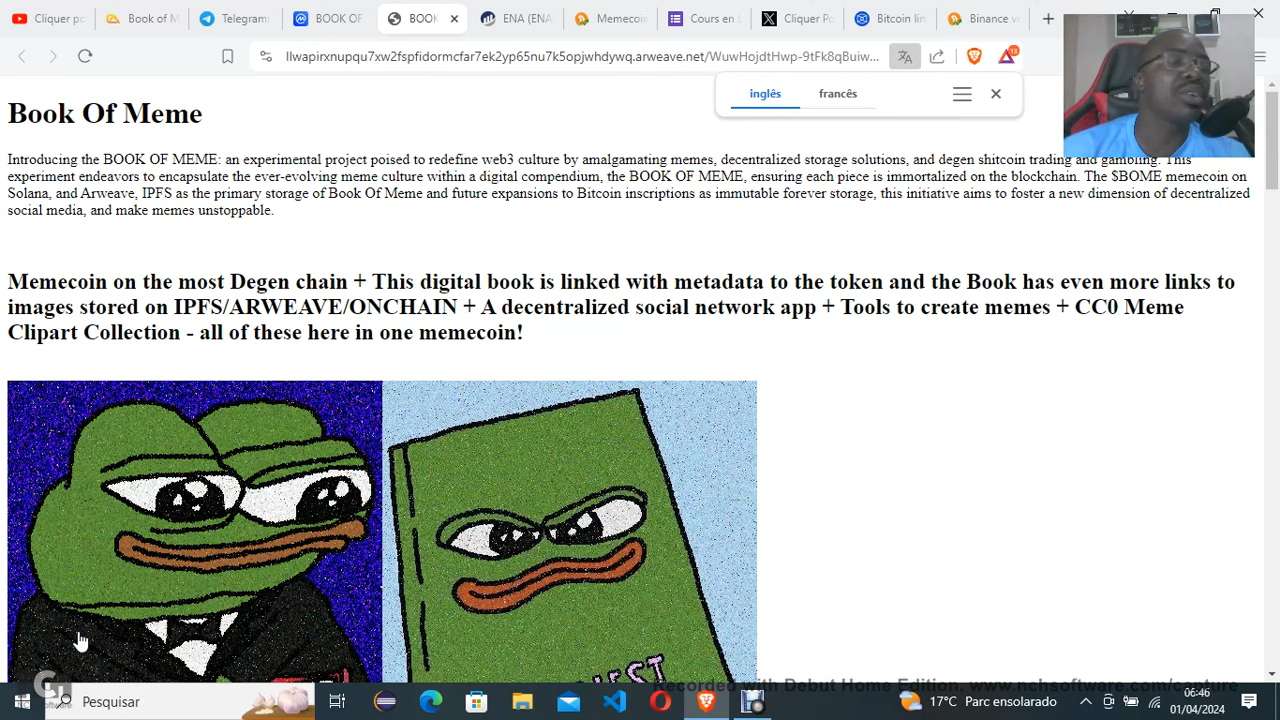 Cliquer po
Book of M
Telegram:
BOOK OF
BOOK
ENA (ENA
Memecoin
Cours en L
Cliquer Po
Bitcoin lin
Binance va
llwapirxnupqu7xw2fspfidormcfar7ek2yp65nu7k5opjwhdywq.arweave.net/WuwHojdtHwp-9tFk8qBuiw...
18
inglês
francês
Book Of Meme
Introducing the BOOK OF MEME: an experimental project poised to redefine web3 culture by amalgamating memes, decentralized storage solutions, and degen shitcoin trading and gambling. This
experiment endeavors to encapsulate the ever-evolving meme culture within a digital compendium, the BOOK OF MEME, ensuring each piece is immortalized on the blockchain. The $BOME memecoin on
Solana, and Arweave, IPFS as the primary storage of Book Of Meme and future expansions to Bitcoin inscriptions as immutable forever storage, this initiative aims to foster a new dimension of decentralized
social media, and make memes unstoppable.
Memecoin on the most Degen chain + This digital book is linked with metadata to the token and the Book has even more links to
images stored on IPFS/ARWEAVE/ONCHAIN + A decentralized social network app + Tools to create memes + CC0 Meme
Clipart Collection - all of these here in one memecoin!
Recorded with Debut Home Edition, www.nchsoftware.com/capture
Pesquisar
17°C Parc ensolarado
06:46
01/04/2024